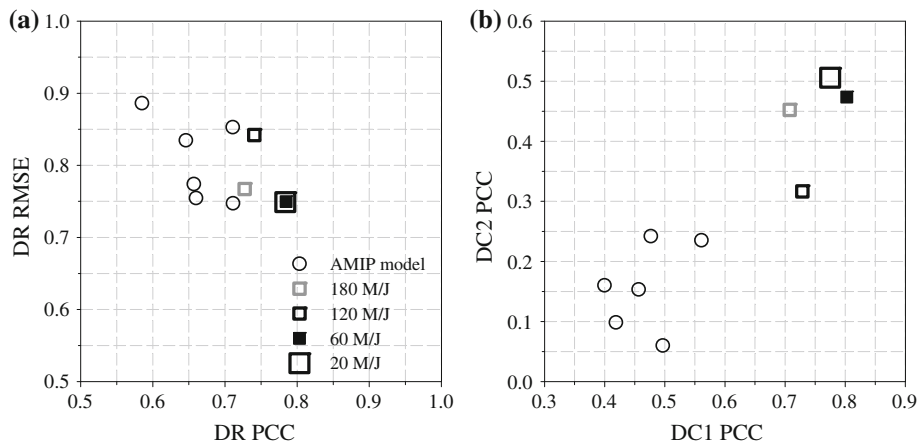 (a)
1.0
0.9
0.8
0.7
0.6
0.5
DR RMSE
0.5 0.6 0.7 0.8 0.9 1.0
DR PCC
AMIP model
180 M/J
120 M/J
60 M/J
20 M/J
(b)
0.6
0.5
0.4
0.3
0.2
0.1
0.0
DC2 PCC
0.3 0.4 0.5 0.6 0.7 0.8 0.9
DC1 PCC